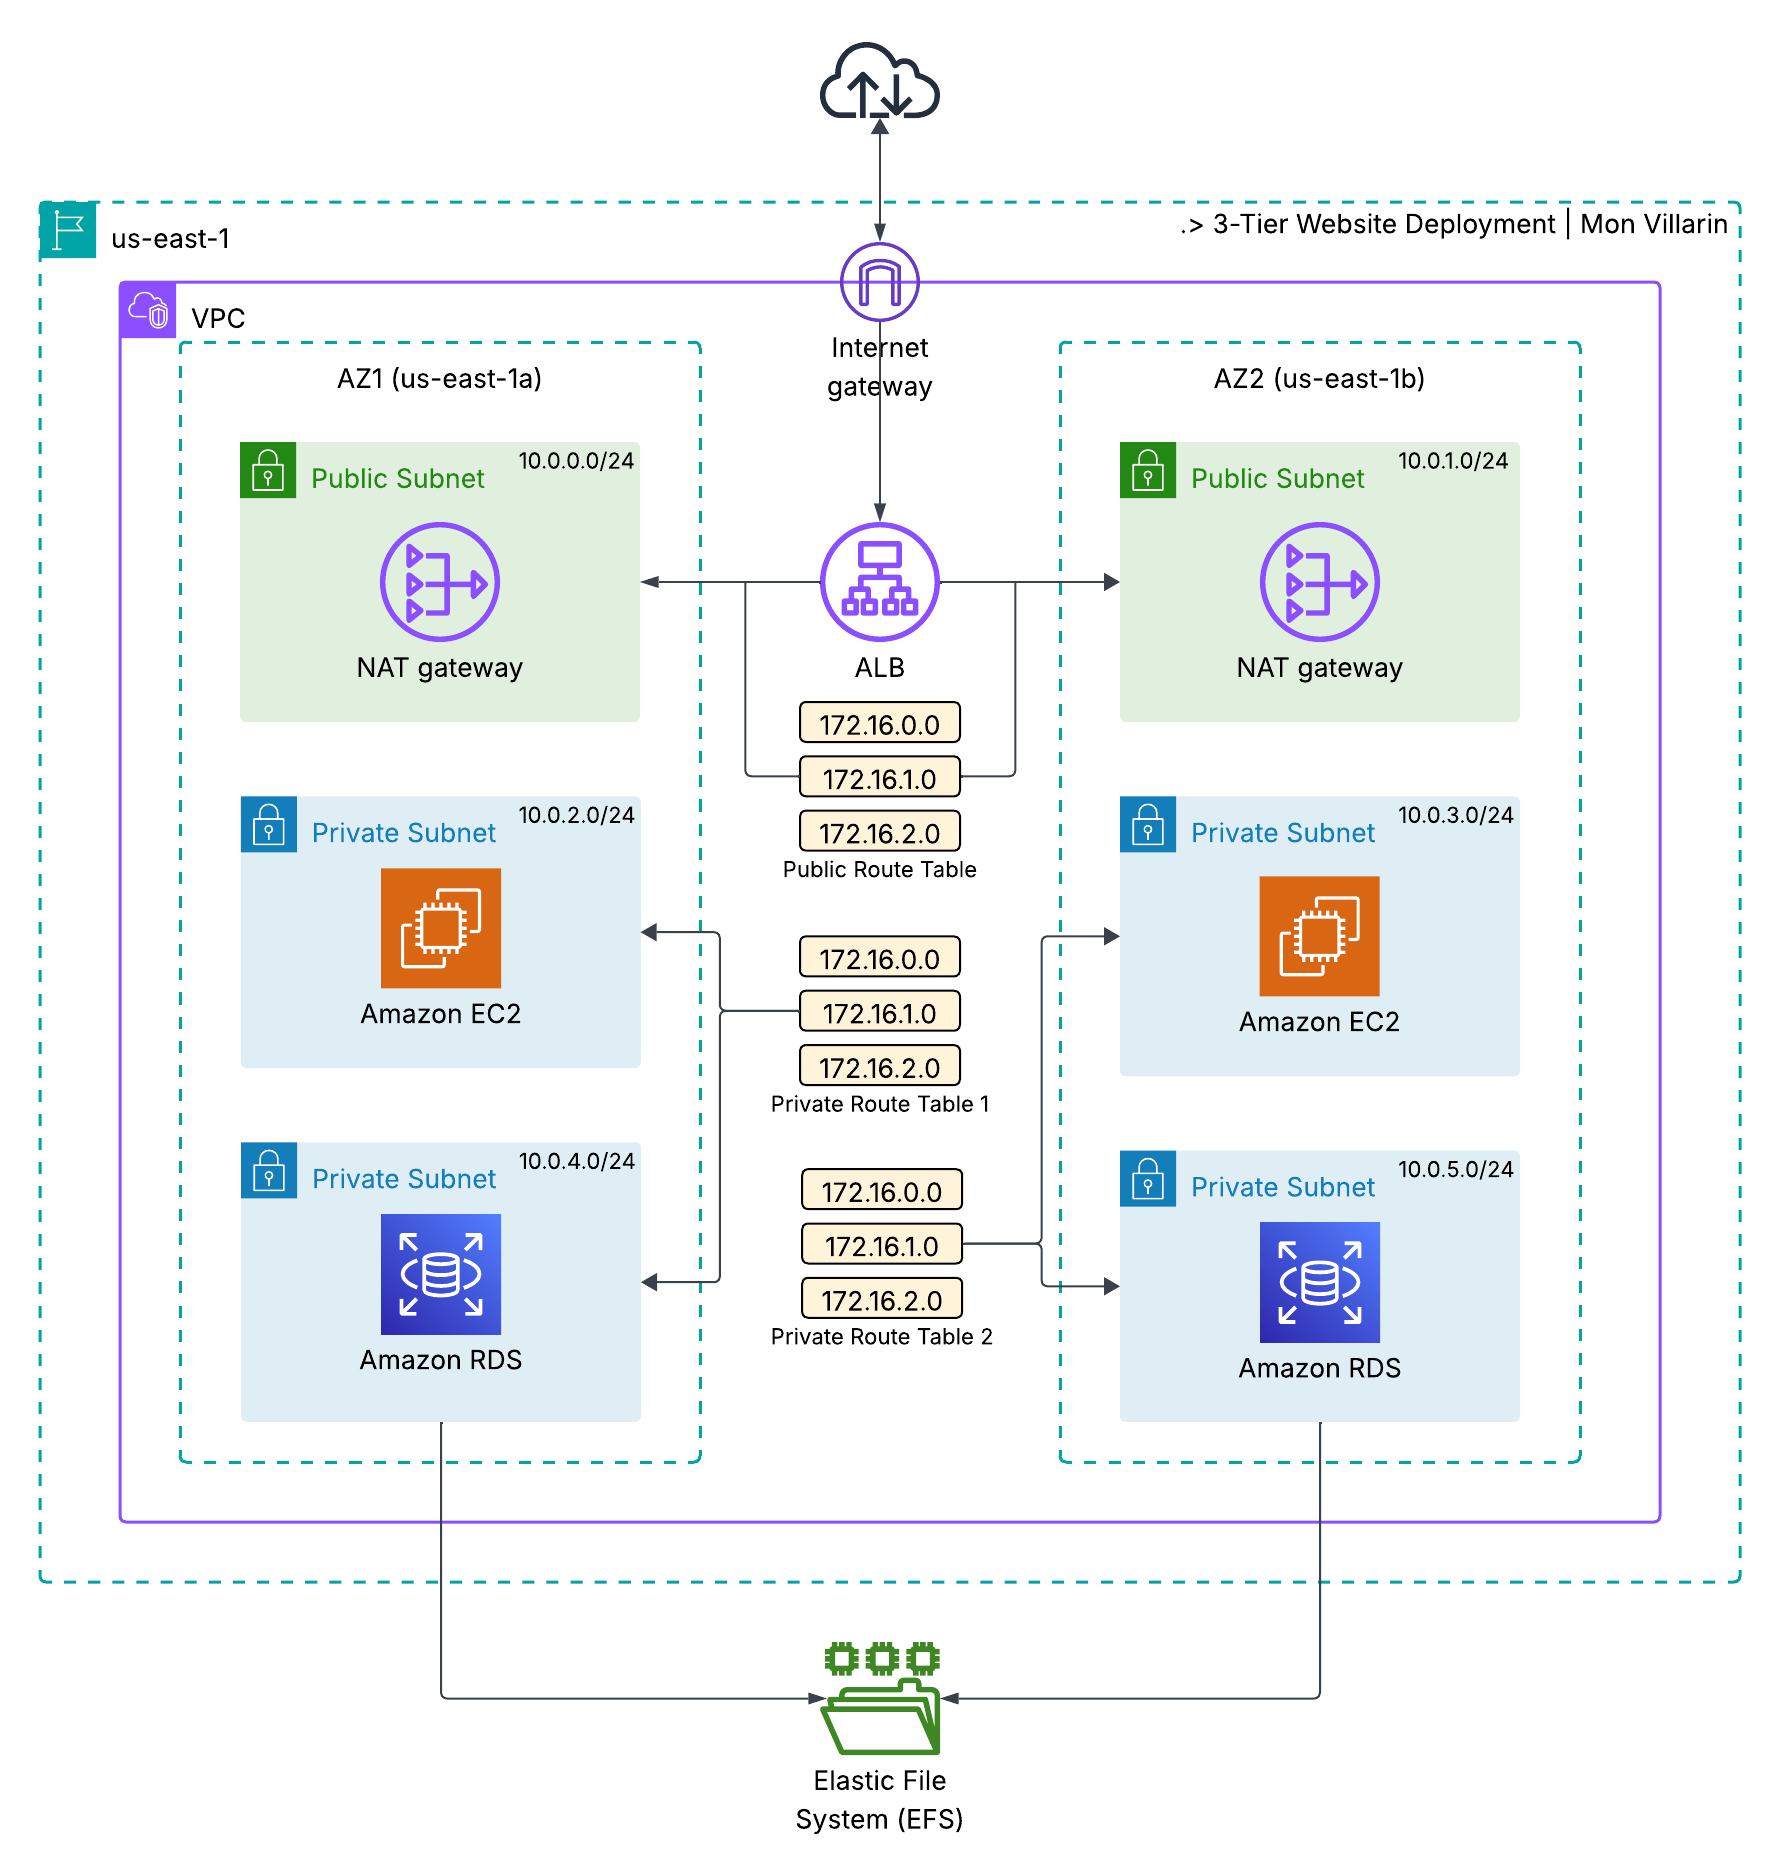 us-east-1
.> 3-Tier Website Deployment | Mon Villarin
VPC
Internet
gateway
AZ1 (us-east-1a)
AZ2 (us-east-1b)
Public Subnet
10.0.0.0/24
NAT gateway
ALB
Public Subnet
10.0.1.0/24
NAT gateway
172.16.0.0
172.16.1.0
172.16.2.0
Public Route Table
Private Subnet
10.0.2.0/24
Amazon EC2
Private Subnet
10.0.3.0/24
Amazon EC2
172.16.0.0
172.16.1.0
172.16.2.0
Private Route Table 1
Private Subnet
10.0.4.0/24
Amazon RDS
172.16.0.0
172.16.1.0
172.16.2.0
Private Route Table 2
Private Subnet
10.0.5.0/24
Amazon RDS
Elastic File
System (EFS)